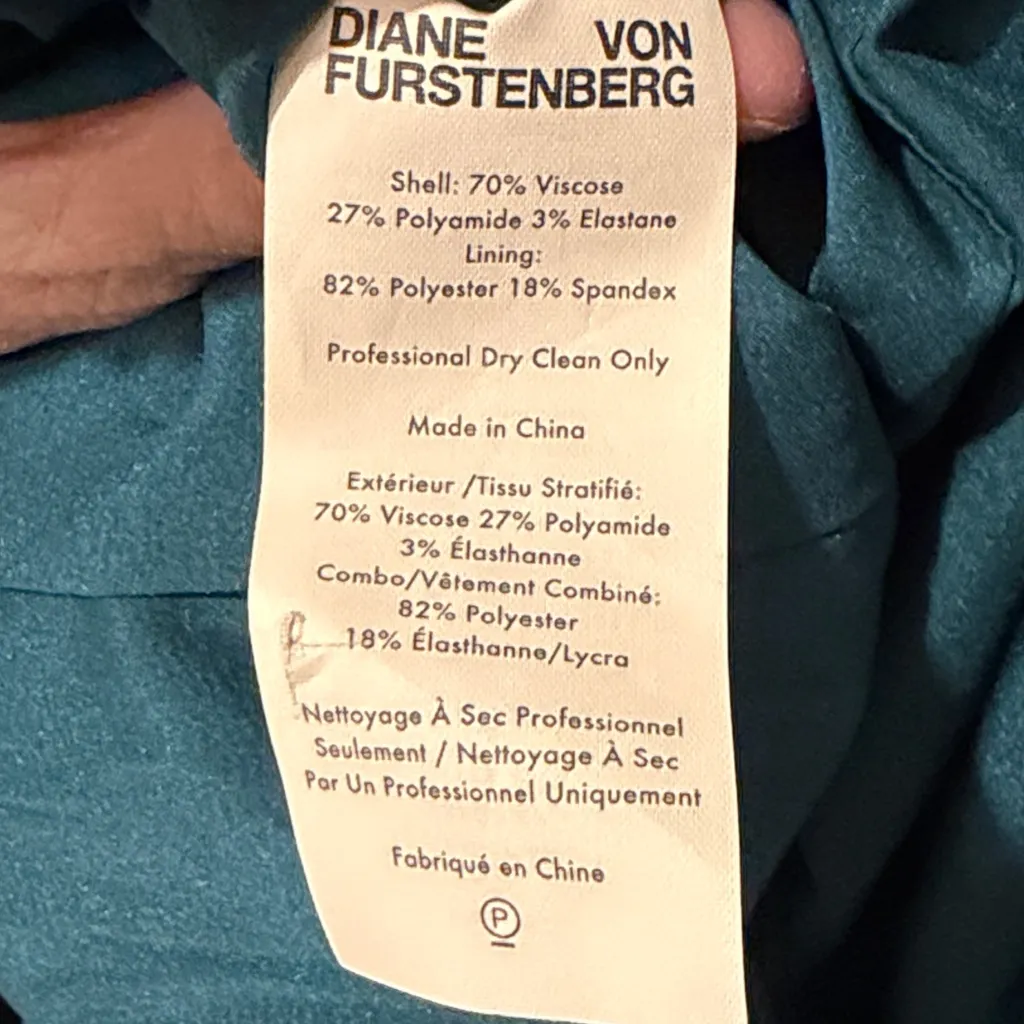 DIANE VON
FURSTENBERG
Shell: 70% Viscose
27% Polyamide 3% Elastane
Lining:
82% Polyester 18% Spandex
Professional Dry Clean Only
Made in China
Extérieur /Tissu Stratifié:
70% Viscose 27% Polyamide
3% Élasthanne
Combo/Vêtement Combiné:
82% Polyester
18% Élasthanne/Lycra
Nettoyage À Sec Professionnel
Seulement / Nettoyage À Sec
Par Un Professionnel Uniquement
Fabriqué en Chine
P